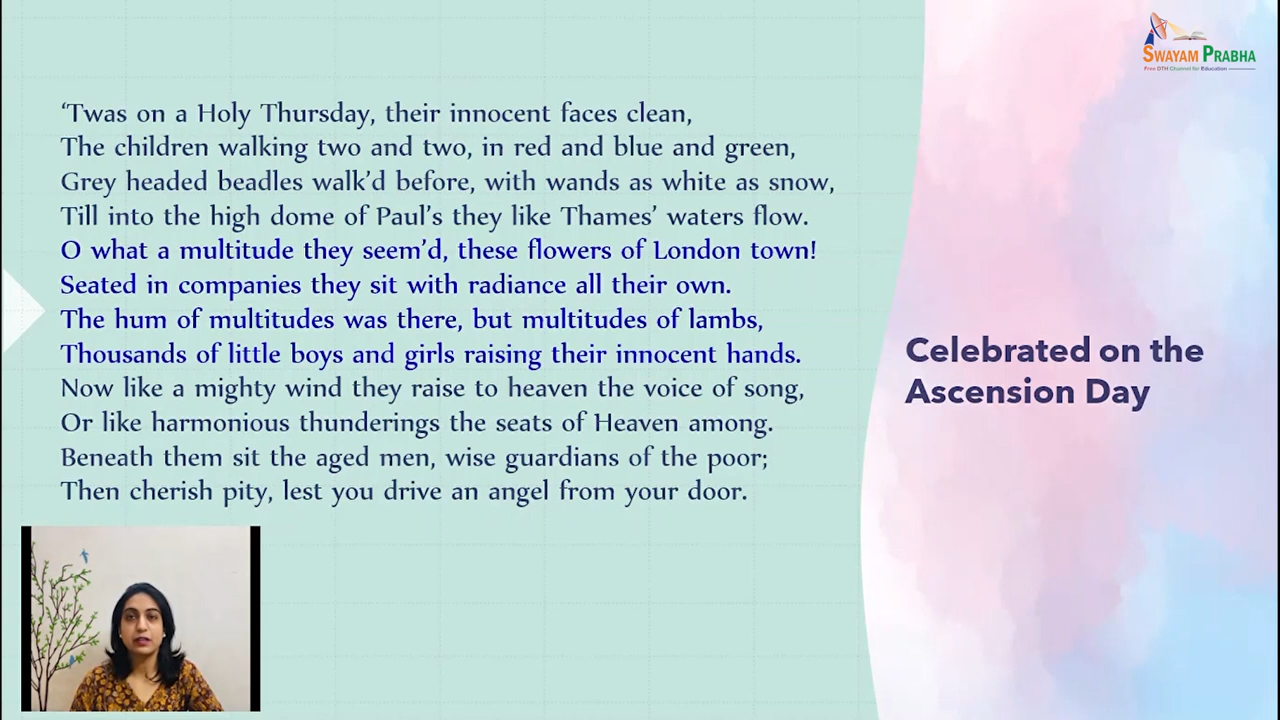 SWAYAM PRABHA
Free DTH Channel for Education
‘Twas on a Holy Thursday, their innocent faces clean,
The children walking two and two, in red and blue and green,
Grey headed beadles walk’d before, with wands as white as snow,
Till into the high dome of Paul’s they like Thames’ waters flow.
O what a multitude they seem’d, these flowers of London town!
Seated in companies they sit with radiance all their own.
The hum of multitudes was there, but multitudes of lambs,
Thousands of little boys and girls raising their innocent hands.
Now like a mighty wind they raise to heaven the voice of song,
Or like harmonious thunderings the seats of Heaven among.
Beneath them sit the aged men, wise guardians of the poor;
Then cherish pity, lest you drive an angel from your door.
Celebrated on the
Ascension Day